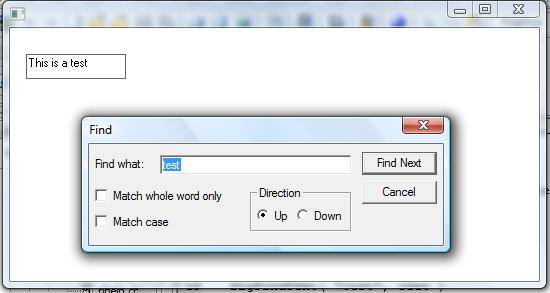 This is a test
Find
Find what: test
Find Next
Match whole word only
Direction
Cancel
Match case
Up Down